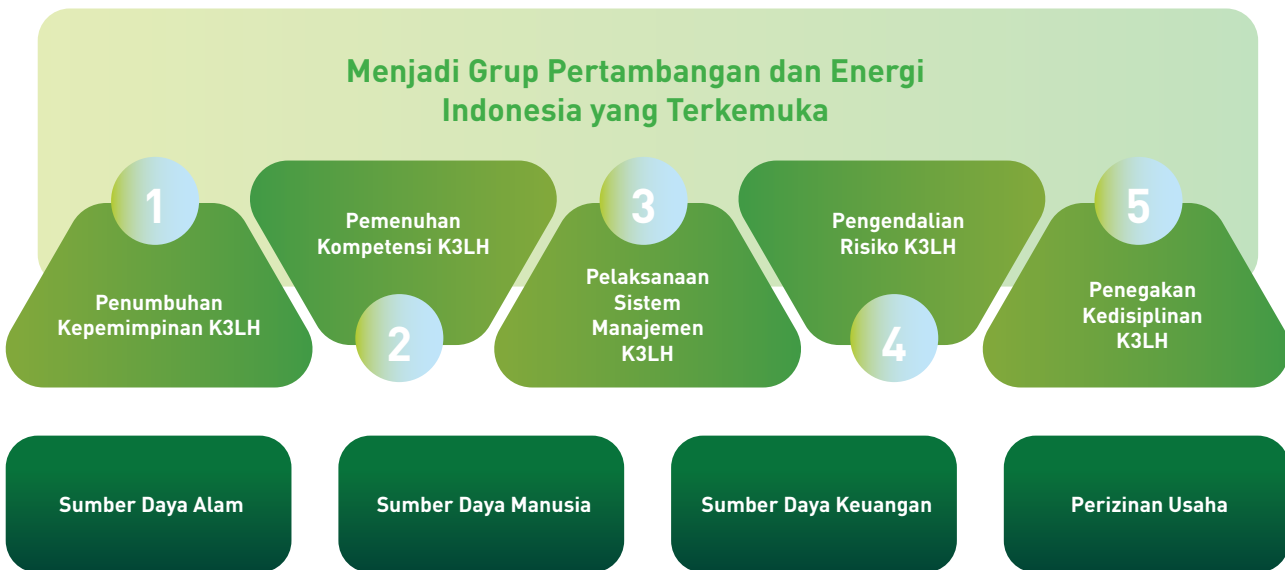 Menjadi Grup Pertambangan dan Energi
Indonesia yang Terkemuka
1
Penumbuhan
Kepemimpinan K3LH
Pemenuhan
Kompetensi K3LH
2
3
Pelaksanaan
Sistem
Manajemen
K3LH
Pengendalian
Risiko K3LH
4
5
Penegakan
Kedisiplinan
K3LH
Sumber Daya Alam
Sumber Daya Manusia
Sumber Daya Keuangan
Perizinan Usaha